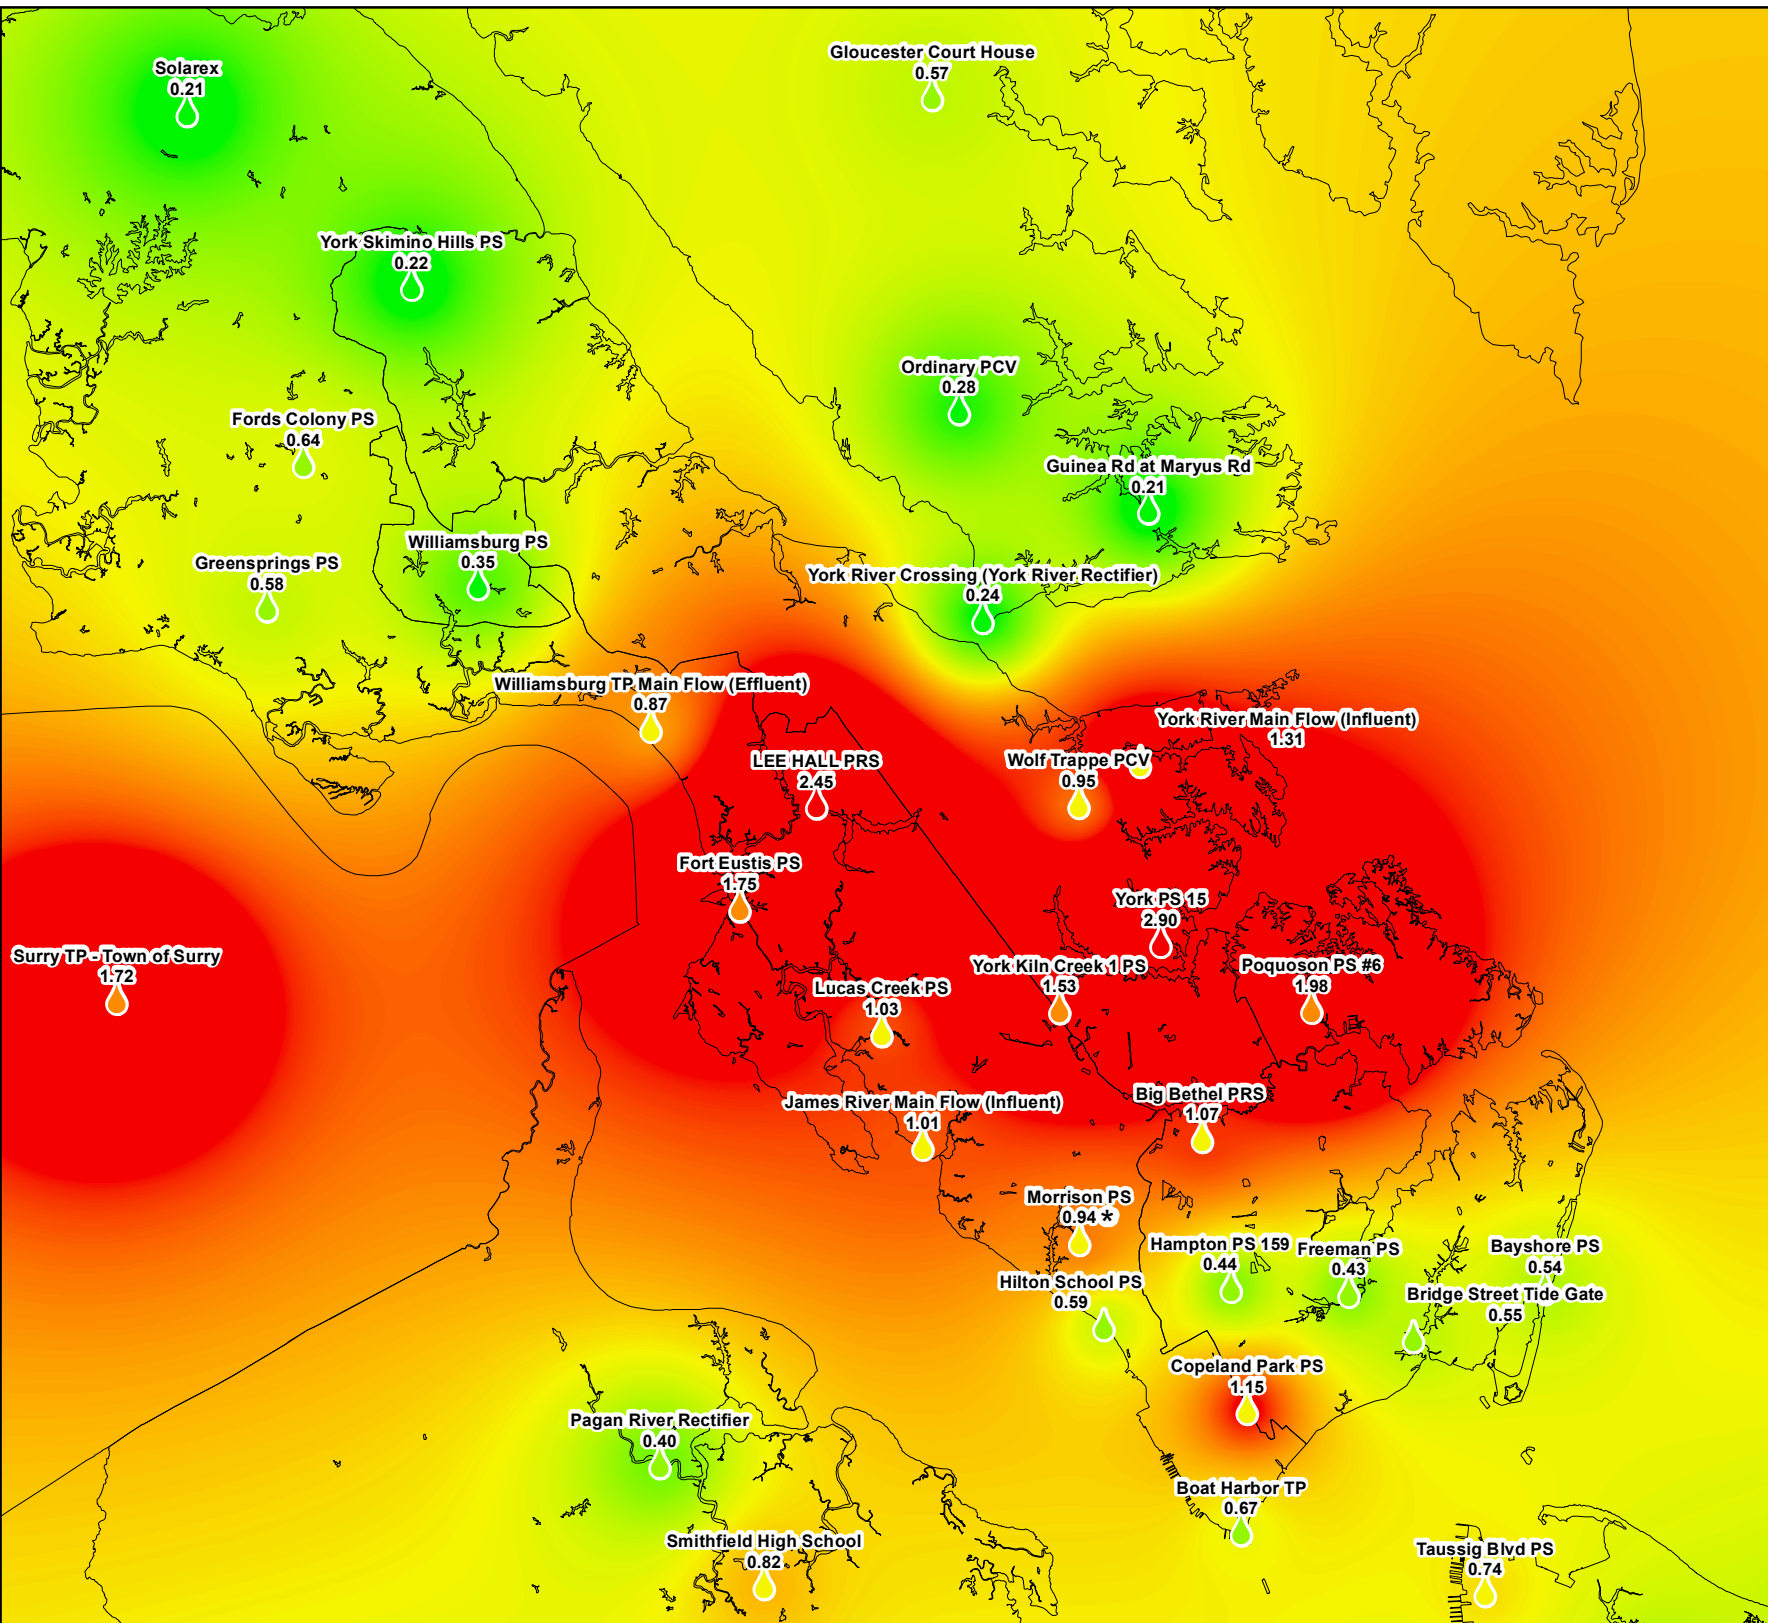 Gloucester Court House
0.57
Solarex
0.21
York Skimino Hills PS
0.22
Ordinary PCV
0.28
Fords Colony PS
0.64
Guinea Rd at Maryus Rd
0.21
Williamsburg PS
0.35
Greensprings PS
0.58
York River Crossing (York River Rectifier)
0.24
Williamsburg TP Main Flow (Effluent)
0.87
York River Main Flow (Influent)
1.31
LEE HALL PRS
2.45
Wolf Trappe PCV
0.95
Fort Eustis PS
1.75
York PS 15
2.90
Surry TP - Town of Surry
1.72
York Kiln Creek 1 PS
1.53
Poquoson PS #6
1.98
Lucas Creek PS
1.03
James River Main Flow (Influent)
1.01
Big Bethel PRS
1.07
Morrison PS
0.94 *
Hampton PS 159
0.44
Freeman PS
0.43
Bayshore PS
0.54
Hilton School PS
0.59
Bridge Street Tide Gate
0.55
Copeland Park PS
1.15
Pagan River Rectifier
0.40
Boat Harbor TP
0.67
Smithfield High School
0.82
Taussig Blvd PS
0.74